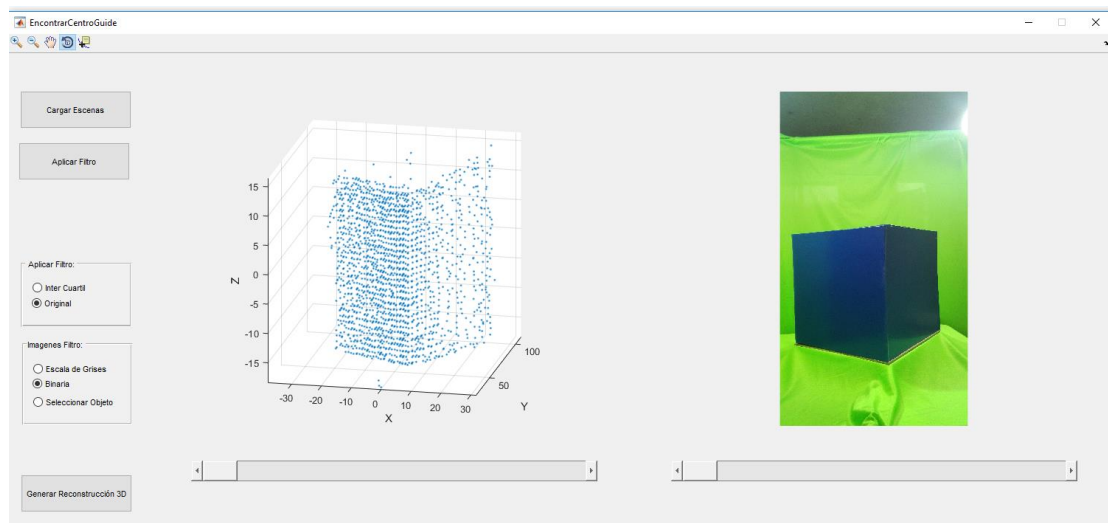 EncontrarCentroGuide
Cargar Escenas
Aplicar Filtro
Aplicar Filtro:
Inter Cuartil
Original
Imagenes Filtro:
Escala de Grises
Binaria
Seleccionar Objeto
Generar Reconstrucción 3D
15
10
5
0
-5
-10
-15
Z
-30 -20 -10 0 10 20 30
X
50
100
Y